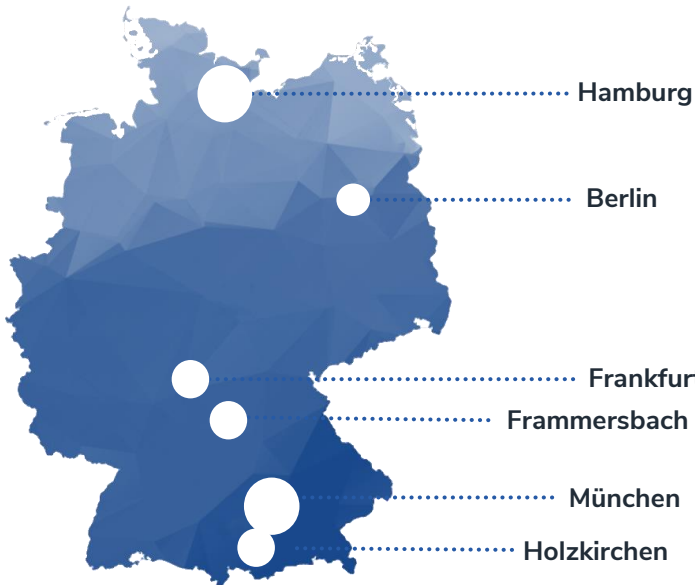 Hamburg
Berlin
Frankfur
Frammersbach
München
Holzkirchen